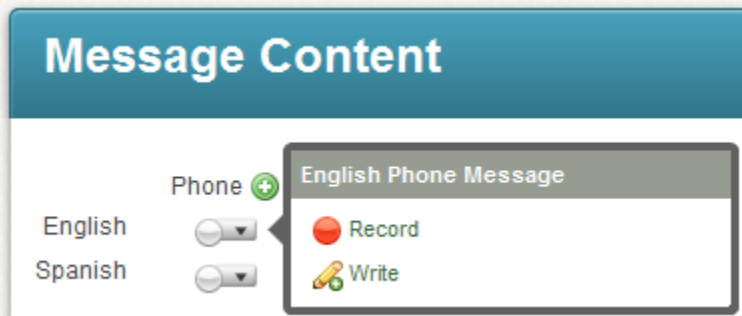 Message Content
Phone
English
Spanish
English Phone Message
Record
Write